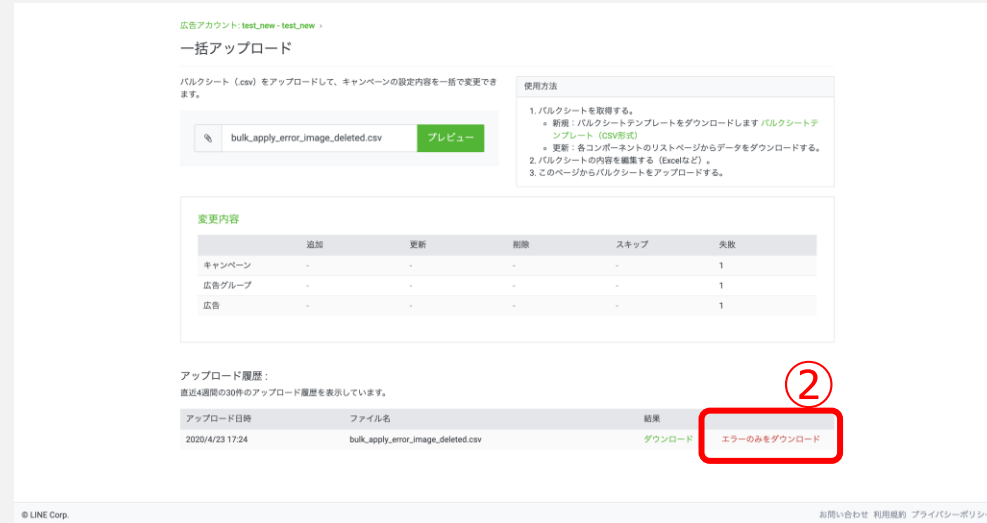 広告アカウント: test_new - test_new ›
一括アップロード
バルクシート（.csv）をアップロードして、キャンペーンの設定内容を一括で変更でき
ます。
bulk_apply_error_image_deleted.csv プレビュー
使用方法
1. バルクシートを取得する。
新規：バルクシートテンプレートをダウンロードします バルクシートテ
ンプレート（CSV形式）
更新：各コンポーネントのリストページからデータをダウンロードする。
2. バルクシートの内容を編集する（Excelなど）。
3. このページからバルクシートをアップロードする。
変更内容
追加 更新 削除 スキップ 失敗
キャンペーン - - - - 1
広告グループ - - - - 1
広告 - - - - 1
アップロード履歴 :
直近4週間の30件のアップロード履歴を表示しています。
②
アップロード日時 ファイル名 結果
2020/4/23 17:24 bulk_apply_error_image_deleted.csv ダウンロード エラーのみをダウンロード
© LINE Corp. お問い合わせ 利用規約 プライバシーポリシー